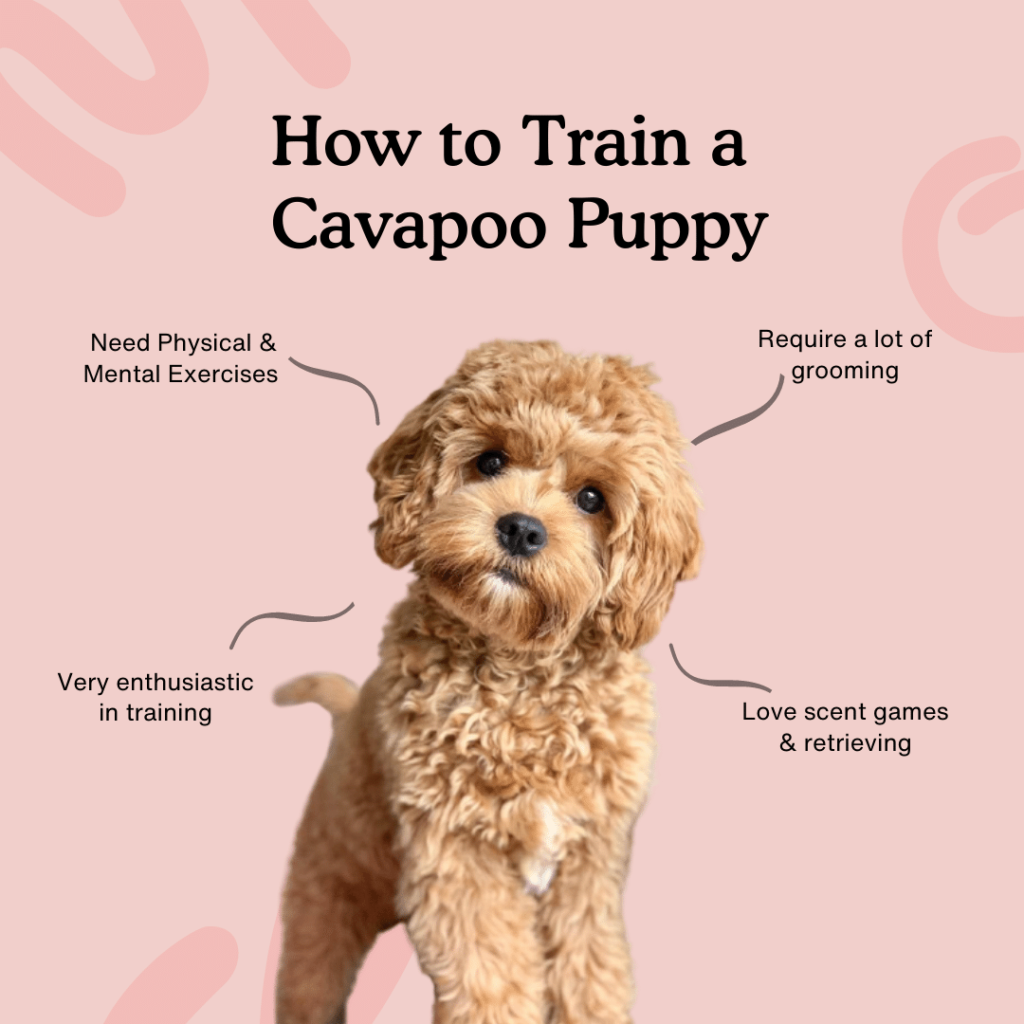 How to Train a
Cavapoo Puppy
Need Physical &
Mental Exercises
Require a lot of
grooming
Very enthusiastic
in training
Love scent games
& retrieving